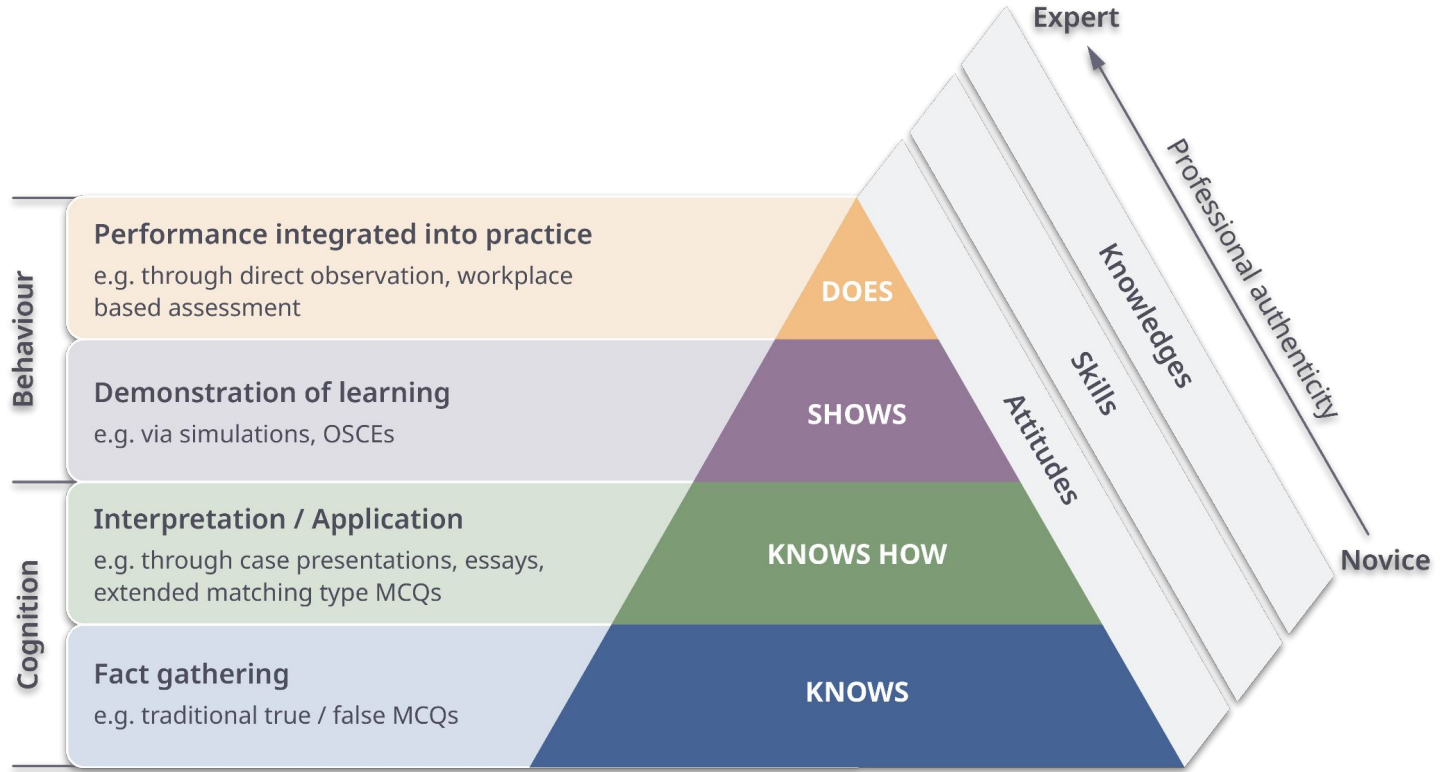 Expert
Professional authenticity
Novice
Knowledges
Skills
Attitudes
Behaviour
Performance integrated into practice
e.g. through direct observation, workplace
based assessment
DOES
Demonstration of learning
e.g. via simulations, OSCEs
SHOWS
Cognition
Interpretation / Application
e.g. through case presentations, essays,
extended matching type MCQs
KNOWS HOW
Fact gathering
e.g. traditional true / false MCQs
KNOWS